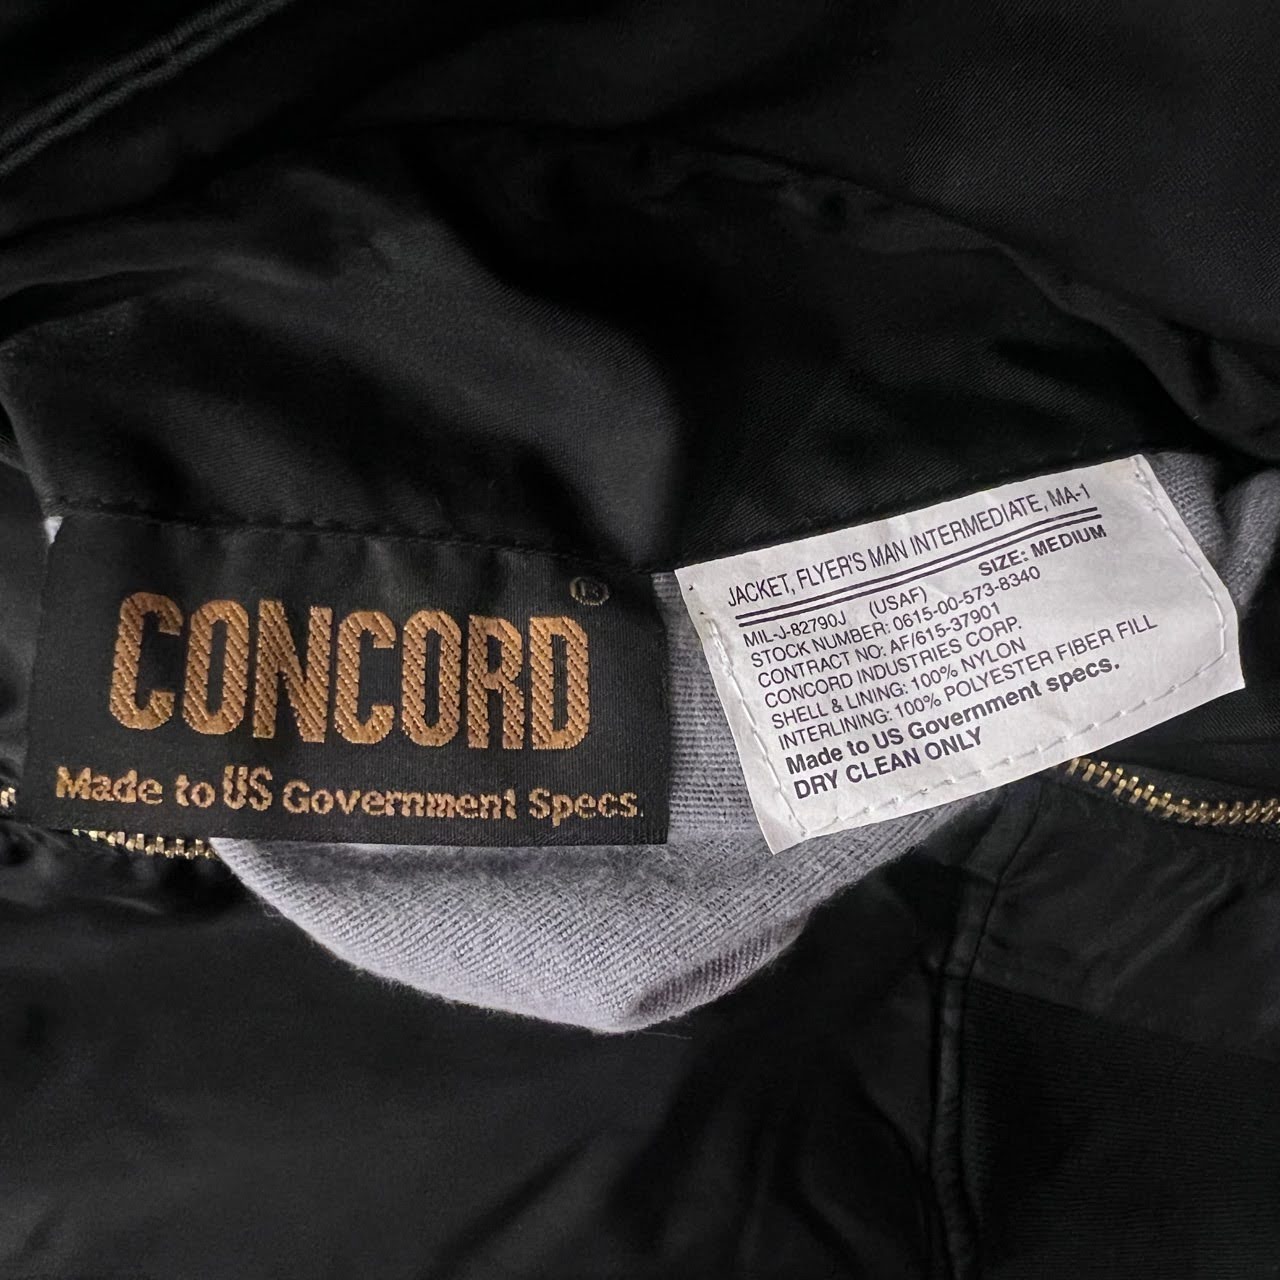 CONCORD ®
Made to US Government Specs.
JACKET, FLYER'S MAN INTERMEDIATE, MA-1
SIZE: MEDIUM
MIL-J-82790J (USAF)
STOCK NUMBER: 0615-00-573-8340
CONTRACT NO: AF/615-37901
CONCORD INDUSTRIES CORP.
SHELL & LINING: 100% NYLON
INTERLINING: 100% POLYESTER FIBER FILL
Made to US Government specs.
DRY CLEAN ONLY